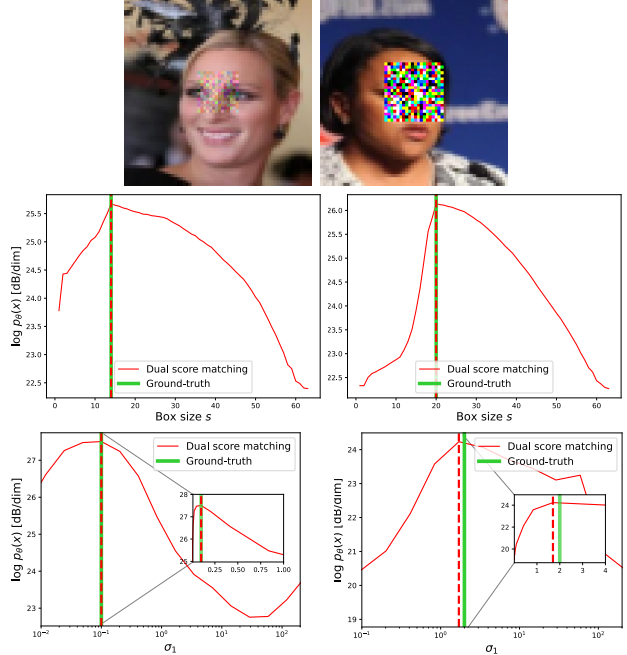 log pθ(x) [dB/dim]
25.5
25.0
24.5
24.0
23.5
23.0
22.5
Dual score matching
Ground-truth
0 10 20 30 40 50 60
Box size s
26.0
25.5
25.0
24.5
24.0
23.5
23.0
22.5
Dual score matching
Ground-truth
0 10 20 30 40 50 60
Box size s
log pθ(x) [dB/dim]
27
26
25
24
23
Dual score matching
Ground-truth
28
27
26
25
0.25 0.50 0.75 1.00
10⁻² 10⁻¹ 10⁰ 10¹ 10²
σ₁
log pθ(x) [dB/dim]
24
23
22
21
20
19
Dual score matching
Ground-truth
24
22
20
1 2 3 4
10⁻¹ 10⁰ 10¹ 10²
σ₁